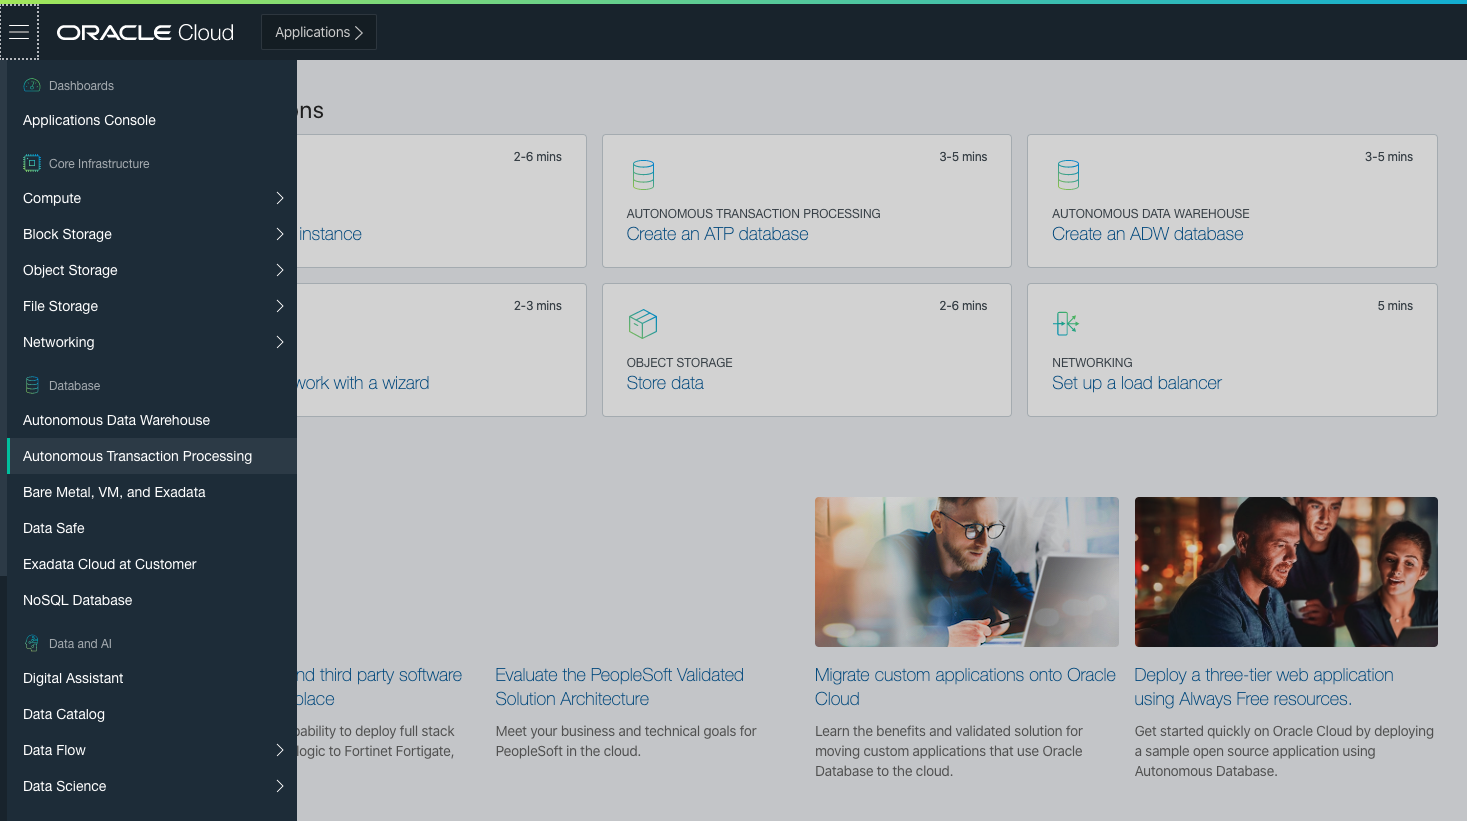 ORACLE Cloud
Applications
Dashboards
Applications Console
Core Infrastructure
Compute
Block Storage
Object Storage
File Storage
Networking
Database
Autonomous Data Warehouse
Autonomous Transaction Processing
Bare Metal, VM, and Exadata
Data Safe
Exadata Cloud at Customer
NoSQL Database
Data and AI
Digital Assistant
Data Catalog
Data Flow
Data Science
ons
2-6 mins
instance
3-5 mins
AUTONOMOUS TRANSACTION PROCESSING
Create an ATP database
3-5 mins
AUTONOMOUS DATA WAREHOUSE
Create an ADW database
2-3 mins
work with a wizard
2-6 mins
OBJECT STORAGE
Store data
5 mins
NETWORKING
Set up a load balancer
nd third party software
place
ability to deploy full stack
logic to Fortinet Fortigate,
Evaluate the PeopleSoft Validated
Solution Architecture
Meet your business and technical goals for
PeopleSoft in the cloud.
Migrate custom applications onto Oracle
Cloud
Learn the benefits and validated solution for
moving custom applications that use Oracle
Database to the cloud.
Deploy a three-tier web application
using Always Free resources.
Get started quickly on Oracle Cloud by deploying
a sample open source application using
Autonomous Database.